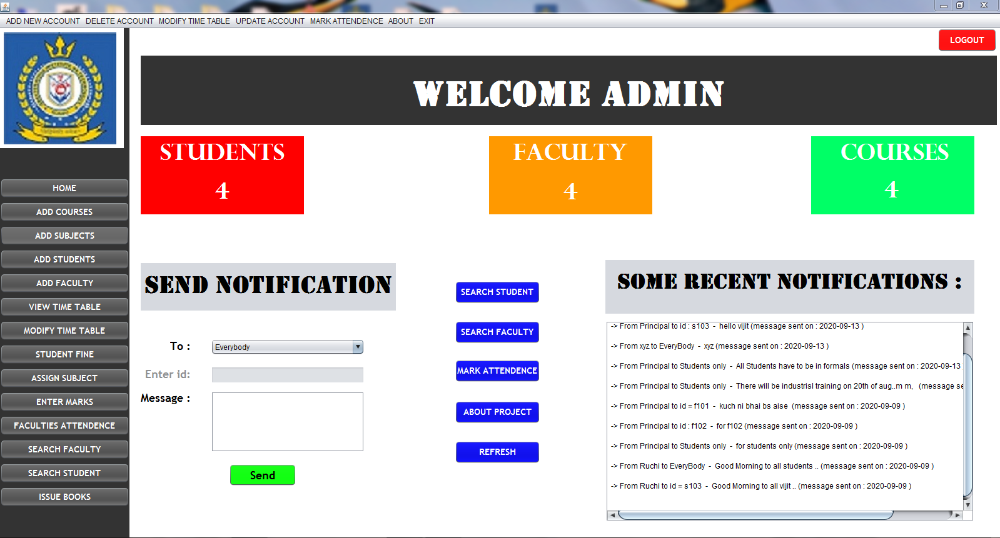 ADD NEW ACCOUNT DELETE ACCOUNT MODIFY TIME TABLE UPDATE ACCOUNT MARK ATTENDENCE ABOUT EXIT
LOGOUT
WELCOME ADMIN
STUDENTS
4
FACULTY
4
COURSES
4
HOME
ADD COURSES
ADD SUBJECTS
ADD STUDENTS
ADD FACULTY
VIEW TIME TABLE
MODIFY TIME TABLE
STUDENT FINE
ASSIGN SUBJECT
ENTER MARKS
FACULTIES ATTENDENCE
SEARCH FACULTY
SEARCH STUDENT
ISSUE BOOKS
SEND NOTIFICATION
To :
Everybody
Enter id:
Message :
Send
SEARCH STUDENT
SEARCH FACULTY
MARK ATTENDENCE
ABOUT PROJECT
REFRESH
SOME RECENT NOTIFICATIONS :
-> From Principal to id : s103 - hello vijit (message sent on : 2020-09-13 )
-> From xyz to EveryBody - xyz (message sent on : 2020-09-13 )
-> From Principal to Students only - All Students have to be in formals (message sent on : 2020-09-13
-> From Principal to Students only - There will be industrisl training on 20th of aug..m m, (message se
-> From Principal to id = f101 - kuch ni bhai bs aise (message sent on : 2020-09-09 )
-> From Principal to id : f102 - for f102 (message sent on : 2020-09-09 )
-> From Principal to Students only - for students only (message sent on : 2020-09-09 )
-> From Ruchi to EveryBody - Good Morning to all students .. (message sent on : 2020-09-09 )
-> From Ruchi to id = s103 - Good Morning to all vijit .. (message sent on : 2020-09-09 )